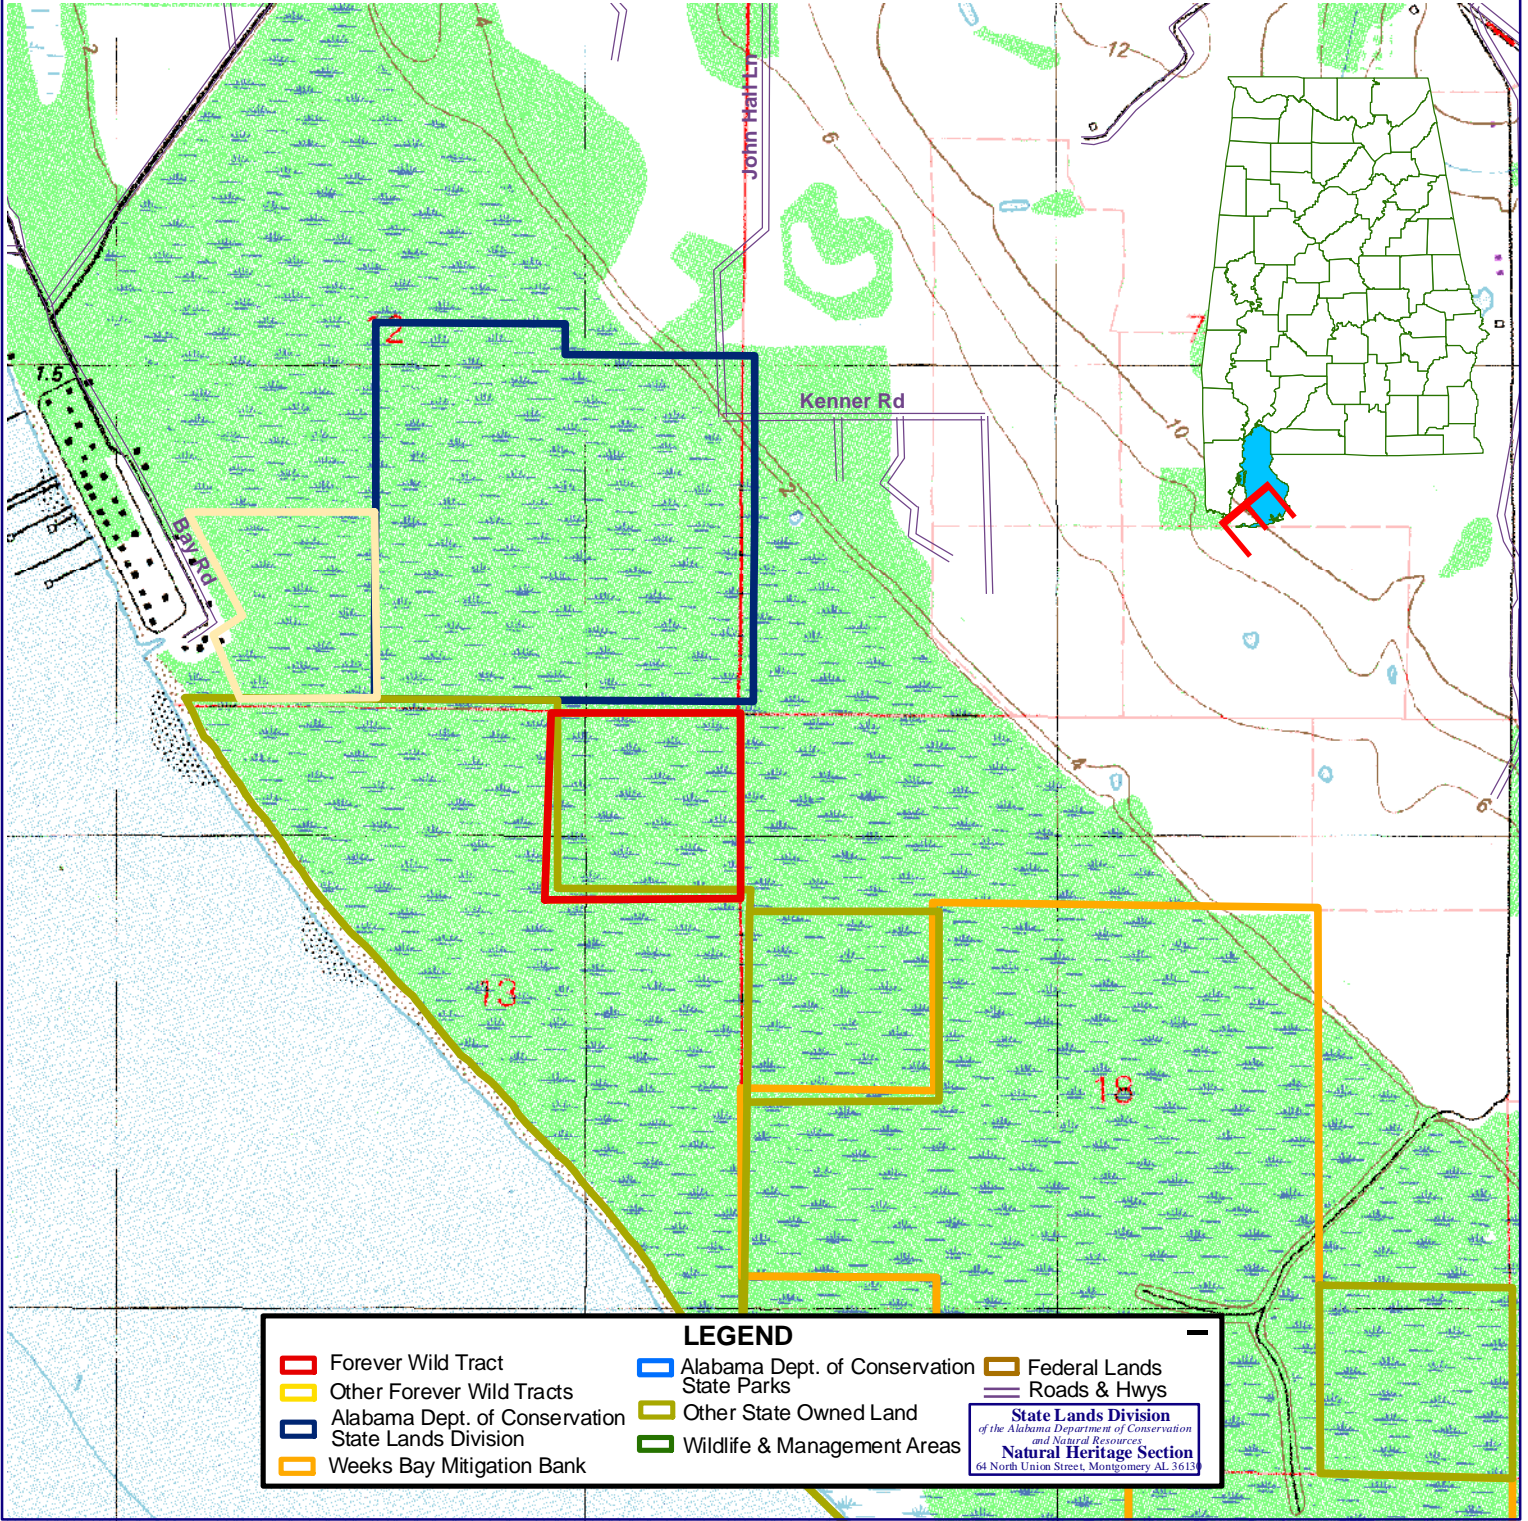 2
4
12
John Hall Ln
6
12
7
1.5
Kenner Rd
10
2
Bay Rd
4
6
13
18
LEGEND
Forever Wild Tract
Other Forever Wild Tracts
Alabama Dept. of Conservation
State Lands Division
Weeks Bay Mitigation Bank
Alabama Dept. of Conservation
State Parks
Other State Owned Land
Wildlife & Management Areas
Federal Lands
Roads & Hwys
State Lands Division
of the Alabama Department of Conservation
and Natural Resources
Natural Heritage Section
64 North Union Street, Montgomery AL 36130